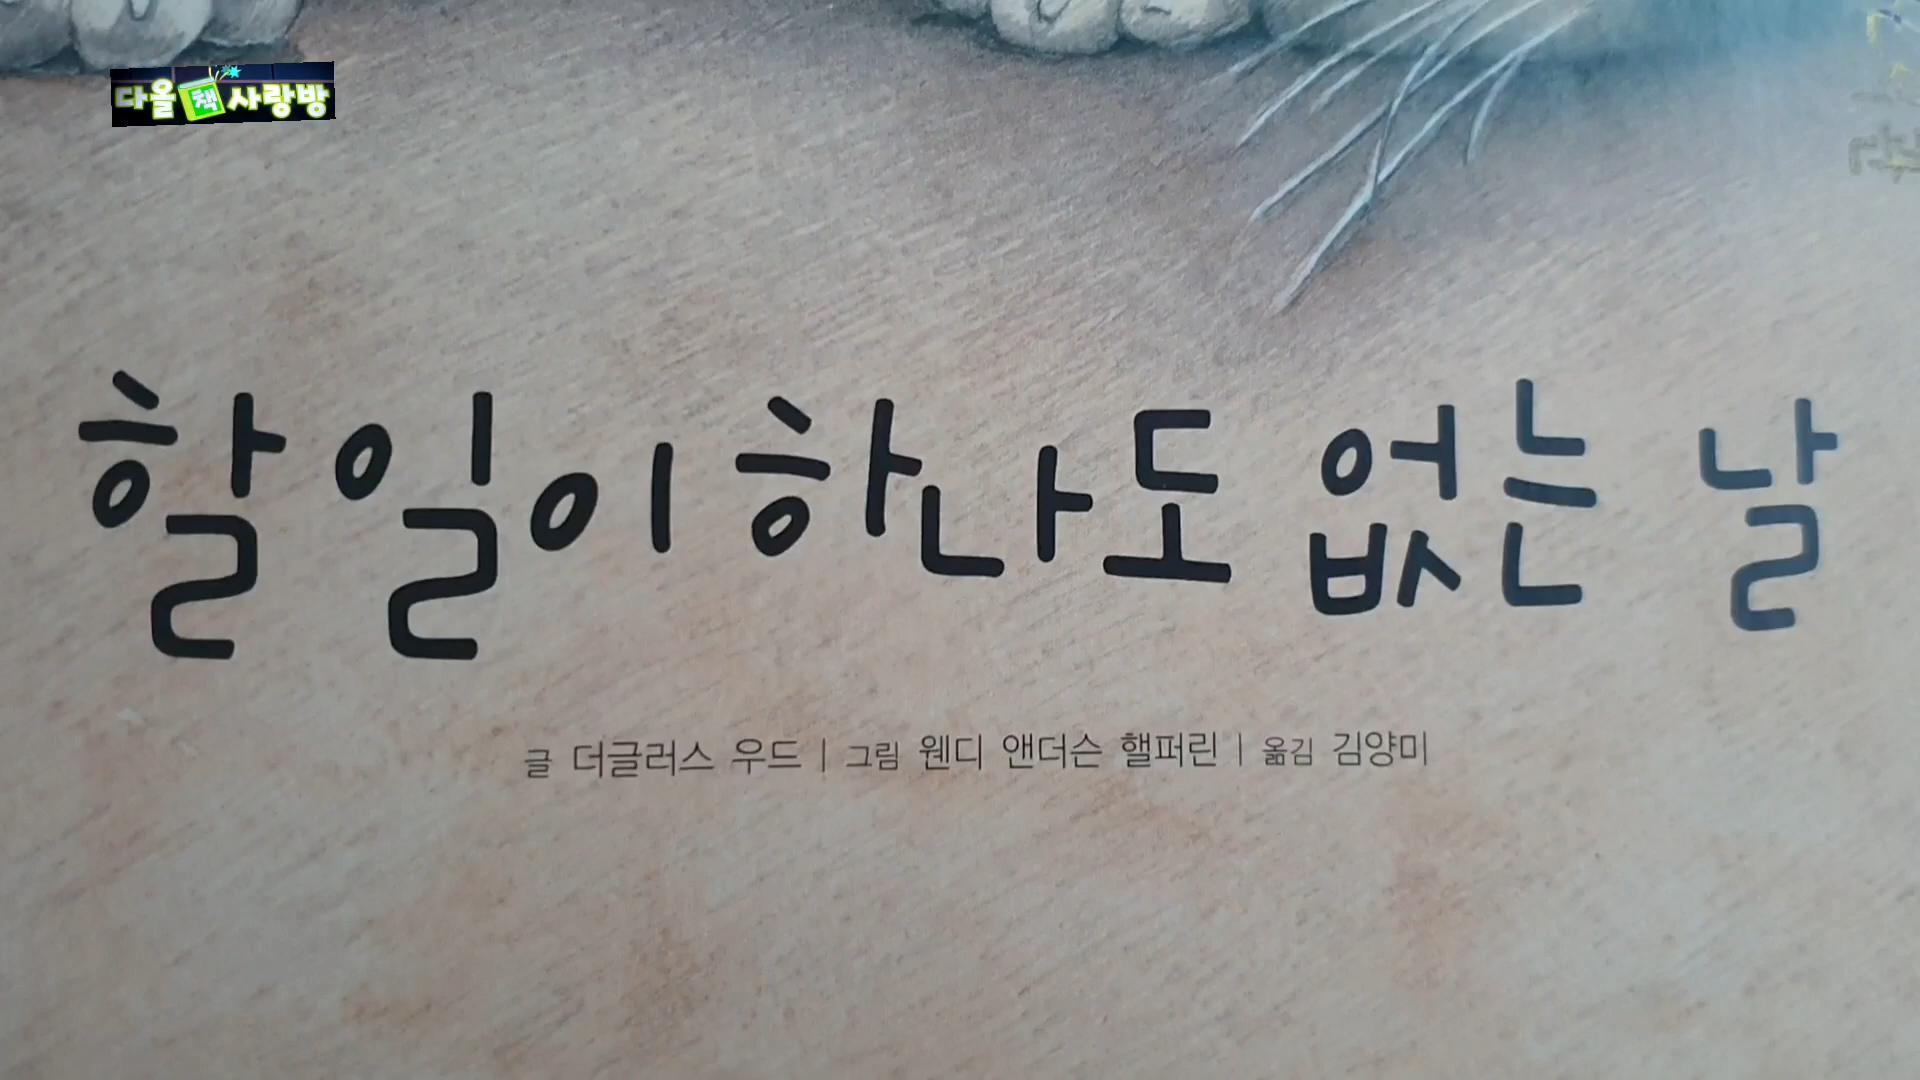 다올 책 사랑방
할 일이 하나도 없는 날
글 더글러스 우드 | 그림 웬디 앤더슨 핼퍼린 | 옮김 김양미